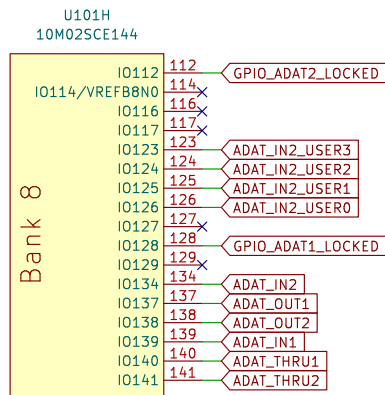 U101H
10M02SCE144
Bank 8
IO112 112 GPIO_ADAT2_LOCKED
IO114/VREFB8N0 114
IO116 116
IO117 117
IO123 123 ADAT_IN2_USER3
IO124 124 ADAT_IN2_USER2
IO125 125 ADAT_IN2_USER1
IO126 126 ADAT_IN2_USER0
IO127 127
IO128 128 GPIO_ADAT1_LOCKED
IO129 129
IO134 134 ADAT_IN2
IO137 137 ADAT_OUT1
IO138 138 ADAT_OUT2
IO139 139 ADAT_IN1
IO140 140 ADAT_THRU1
IO141 141 ADAT_THRU2